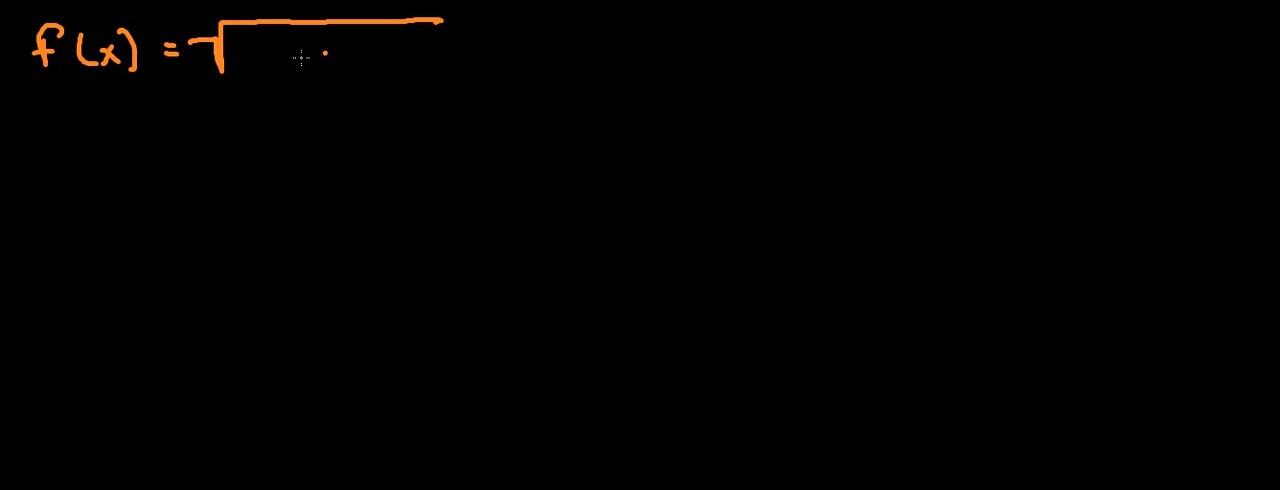 f(x) = √